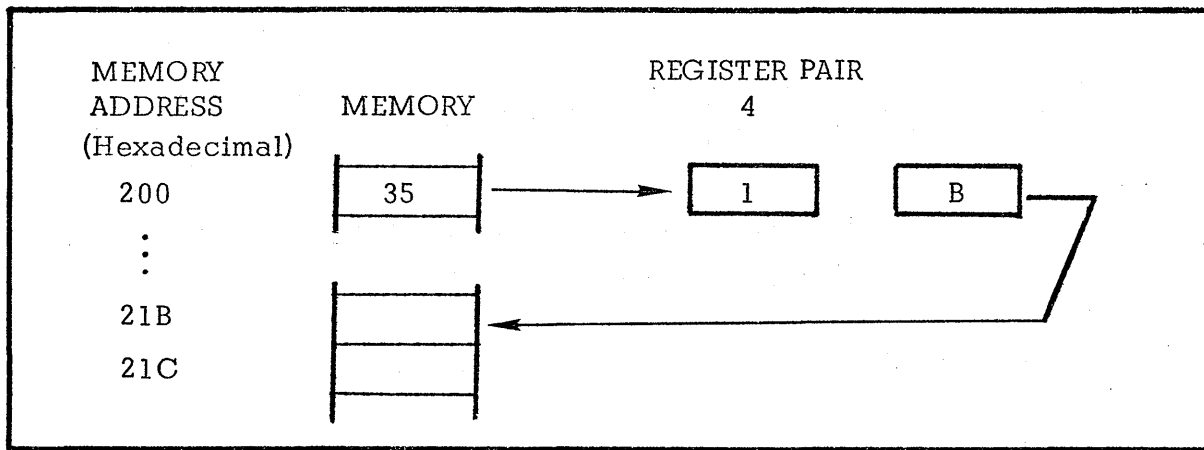 MEMORY
ADDRESS
(Hexadecimal)
MEMORY
REGISTER PAIR
4
200
35
1
B
⋮
21B
21C